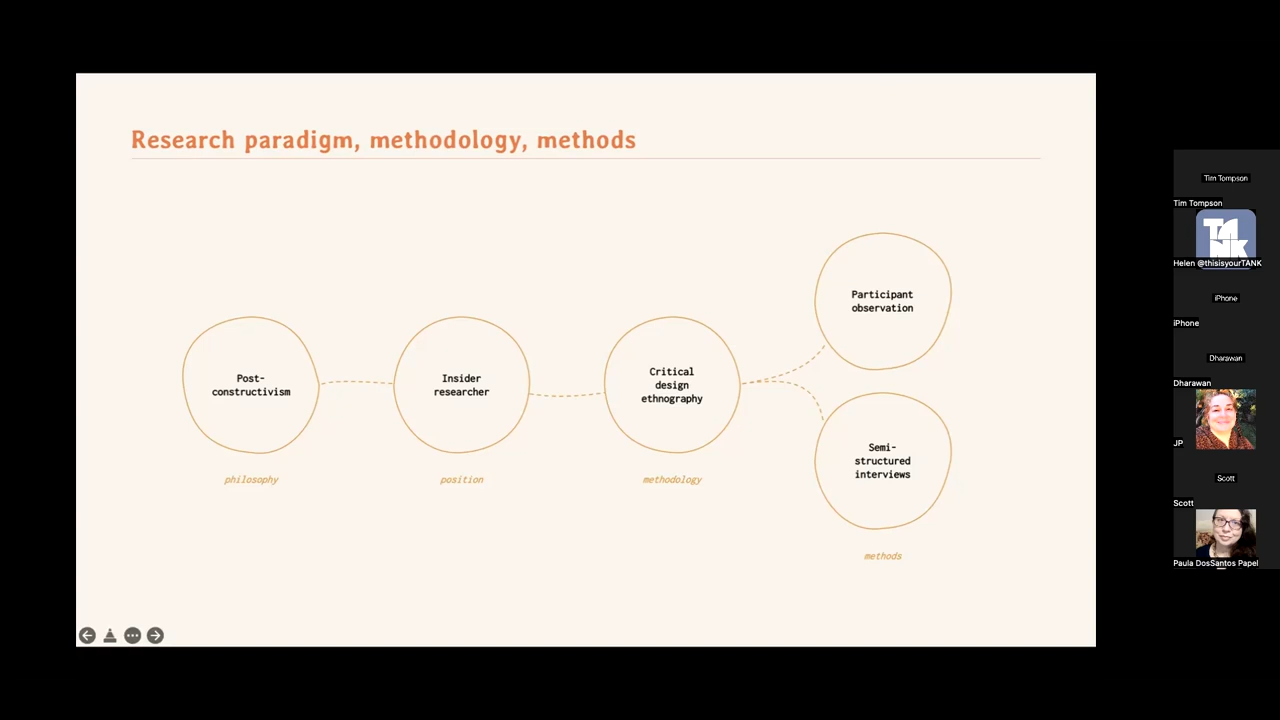 Research paradigm, methodology, methods
Post-
constructivism
philosophy
Insider
researcher
position
Critical
design
ethnography
methodology
Participant
observation
Semi-
structured
interviews
methods
Tim Tompson
Tim Tompson
TANK
Helen @thisisyourTANK
iPhone
iPhone
Dharawan
Dharawan
JP
Scott
Scott
Paula DosSantos Papel